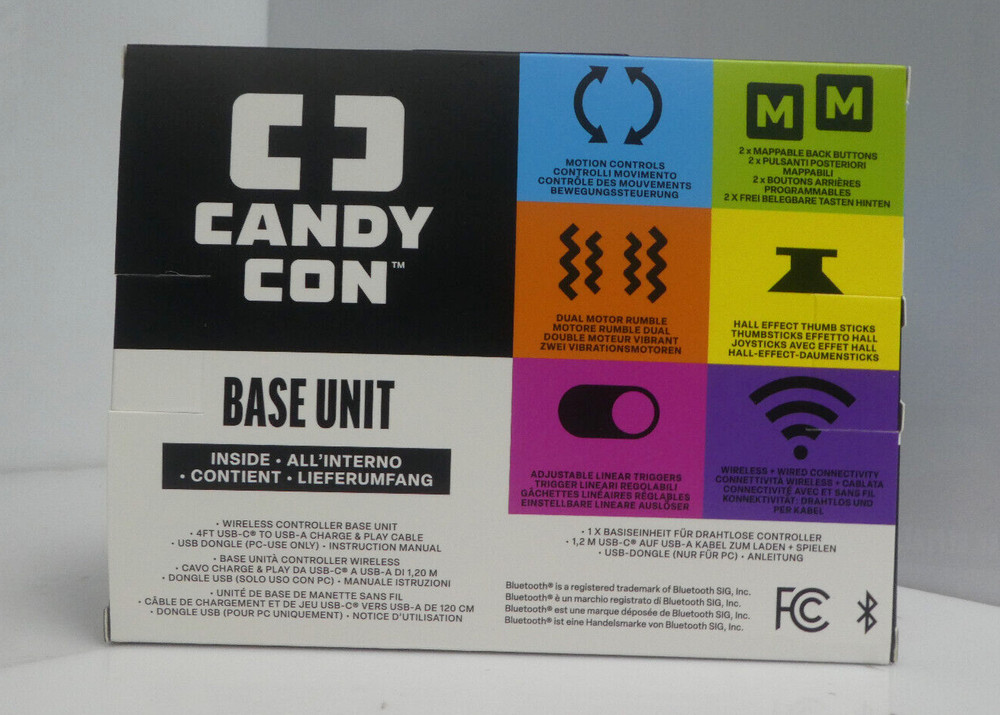 CANDY
CON™
BASE UNIT
INSIDE • ALL'INTERNO
• CONTIENT • LIEFERUMFANG
• WIRELESS CONTROLLER BASE UNIT
• 4FT USB-C® TO USB-A CHARGE & PLAY CABLE
• USB DONGLE (PC-USE ONLY) • INSTRUCTION MANUAL
• BASE UNITÀ CONTROLLER WIRELESS
• CAVO CHARGE & PLAY DA USB-C® A USB-A DI 1,20 M
• DONGLE USB (SOLO USO CON PC) • MANUALE ISTRUZIONI
• UNITÉ DE BASE DE MANETTE SANS FIL
• CÂBLE DE CHARGEMENT ET DE JEU USB-C® VERS USB-A DE 120 CM
• DONGLE USB (POUR PC UNIQUEMENT) • NOTICE D'UTILISATION
MOTION CONTROLS
CONTROLLI MOVIMENTO
CONTRÔLE DES MOUVEMENTS
BEWEGUNGSSTEUERUNG
M M
2 x MAPPABLE BACK BUTTONS
2 x PULSANTI POSTERIORI
MAPPABILI
2 x BOUTONS ARRIÈRES
PROGRAMMABLES
2 X FREI BELEGBARE TASTEN HINTEN
DUAL MOTOR RUMBLE
MOTORE RUMBLE DUAL
DOUBLE MOTEUR VIBRANT
ZWEI VIBRATIONSMOTOREN
HALL EFFECT THUMB STICKS
THUMBSTICKS EFFETTO HALL
JOYSTICKS AVEC EFFET HALL
HALL-EFFECT-DAUMENSTICKS
ADJUSTABLE LINEAR TRIGGERS
TRIGGER LINEARI REGOLABILI
GÂCHETTES LINÉAIRES RÉGLABLES
EINSTELLBARE LINEARE AUSLÖSER
WIRELESS + WIRED CONNECTIVITY
CONNETTIVITÀ WIRELESS + CABLATA
CONNECTIVITÉ AVEC ET SANS FIL
KONNEKTIVITÄT: DRAHTLOS UND
PER KABEL
• 1 X BASISEINHEIT FÜR DRAHTLOSE CONTROLLER
• 1,2 M USB-C® AUF USB-A KABEL ZUM LADEN + SPIELEN
• USB-DONGLE (NUR FÜR PC) • ANLEITUNG
Bluetooth® is a registered trademark of Bluetooth SIG, Inc.
Bluetooth® è un marchio registrato di Bluetooth SIG, Inc.
Bluetooth® est une marque déposée de Bluetooth SIG, Inc.
Bluetooth® ist eine Handelsmarke von Bluetooth SIG, Inc.
FC